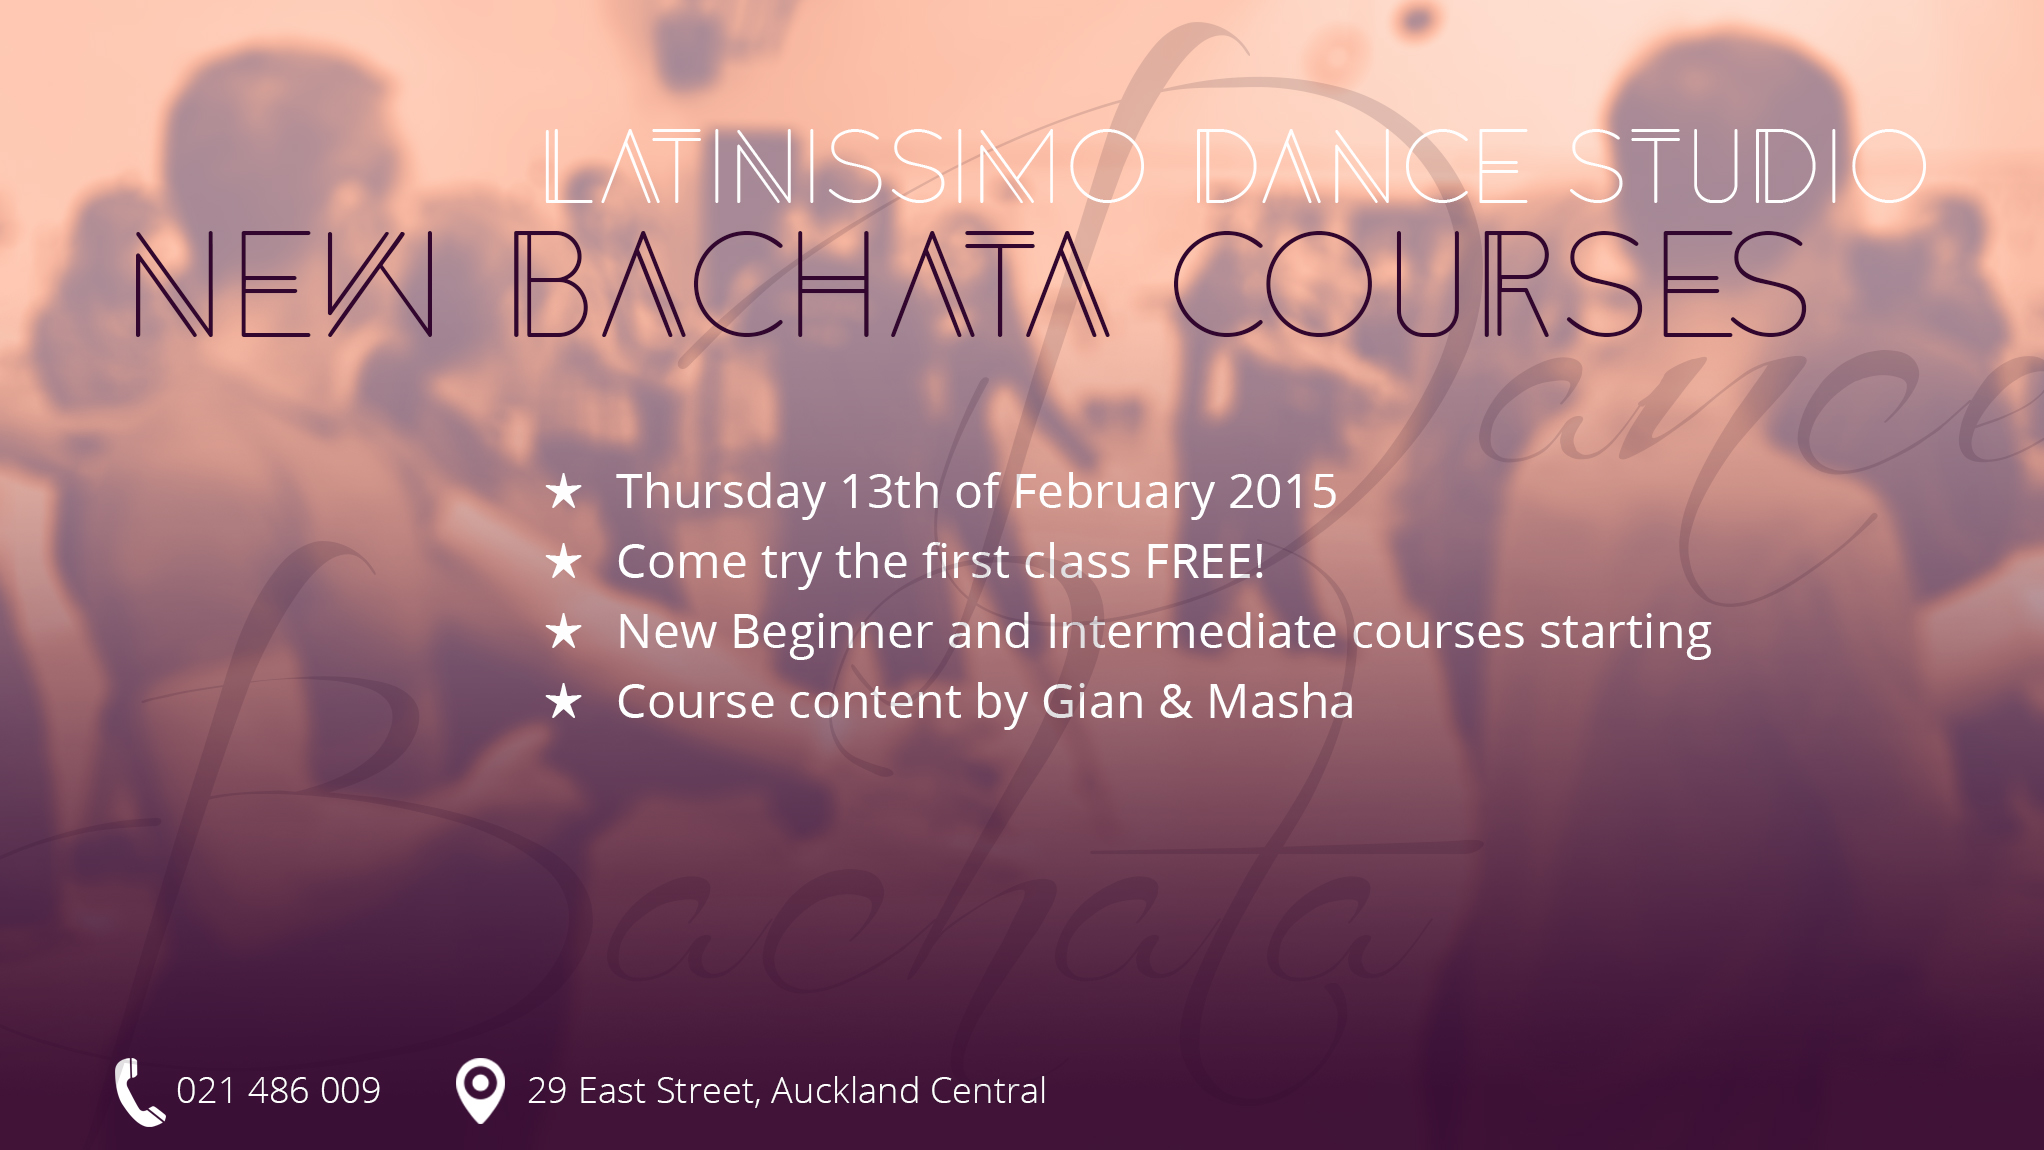 LATINISSIMO DANCE STUDIO
NEW BACHATA COURSES
Dance
★ Thursday 13th of February 2015
★ Come try the first class FREE!
★ New Beginner and Intermediate courses starting
★ Course content by Gian & Masha
Bachata
021 486 009
29 East Street, Auckland Central